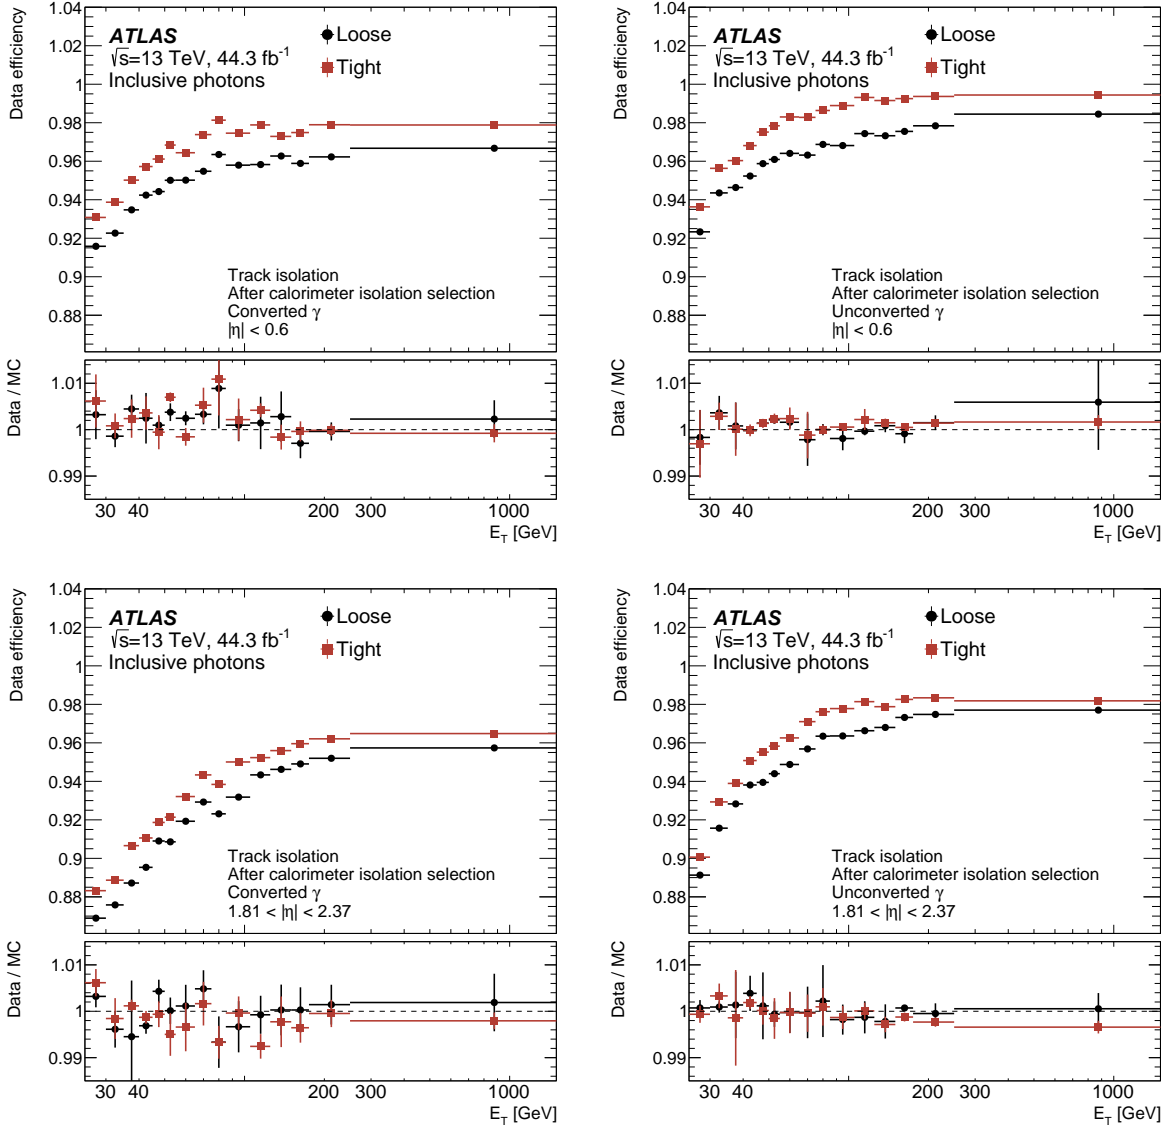 Data efficiency
1.04
1.02
1
0.98
0.96
0.94
0.92
0.9
0.88
ATLAS
√s=13 TeV, 44.3 fb⁻¹
Inclusive photons
Loose
Tight
Track isolation
After calorimeter isolation selection
Converted γ
|η| < 0.6
Data / MC
1.01
1
0.99
30 40 200 300 1000
E_T [GeV]
Data efficiency
1.04
1.02
1
0.98
0.96
0.94
0.92
0.9
0.88
ATLAS
√s=13 TeV, 44.3 fb⁻¹
Inclusive photons
Loose
Tight
Track isolation
After calorimeter isolation selection
Unconverted γ
|η| < 0.6
Data / MC
1.01
1
0.99
30 40 200 300 1000
E_T [GeV]
Data efficiency
1.04
1.02
1
0.98
0.96
0.94
0.92
0.9
0.88
ATLAS
√s=13 TeV, 44.3 fb⁻¹
Inclusive photons
Loose
Tight
Track isolation
After calorimeter isolation selection
Converted γ
1.81 < |η| < 2.37
Data / MC
1.01
1
0.99
30 40 200 300 1000
E_T [GeV]
Data efficiency
1.04
1.02
1
0.98
0.96
0.94
0.92
0.9
0.88
ATLAS
√s=13 TeV, 44.3 fb⁻¹
Inclusive photons
Loose
Tight
Track isolation
After calorimeter isolation selection
Unconverted γ
1.81 < |η| < 2.37
Data / MC
1.01
1
0.99
30 40 200 300 1000
E_T [GeV]